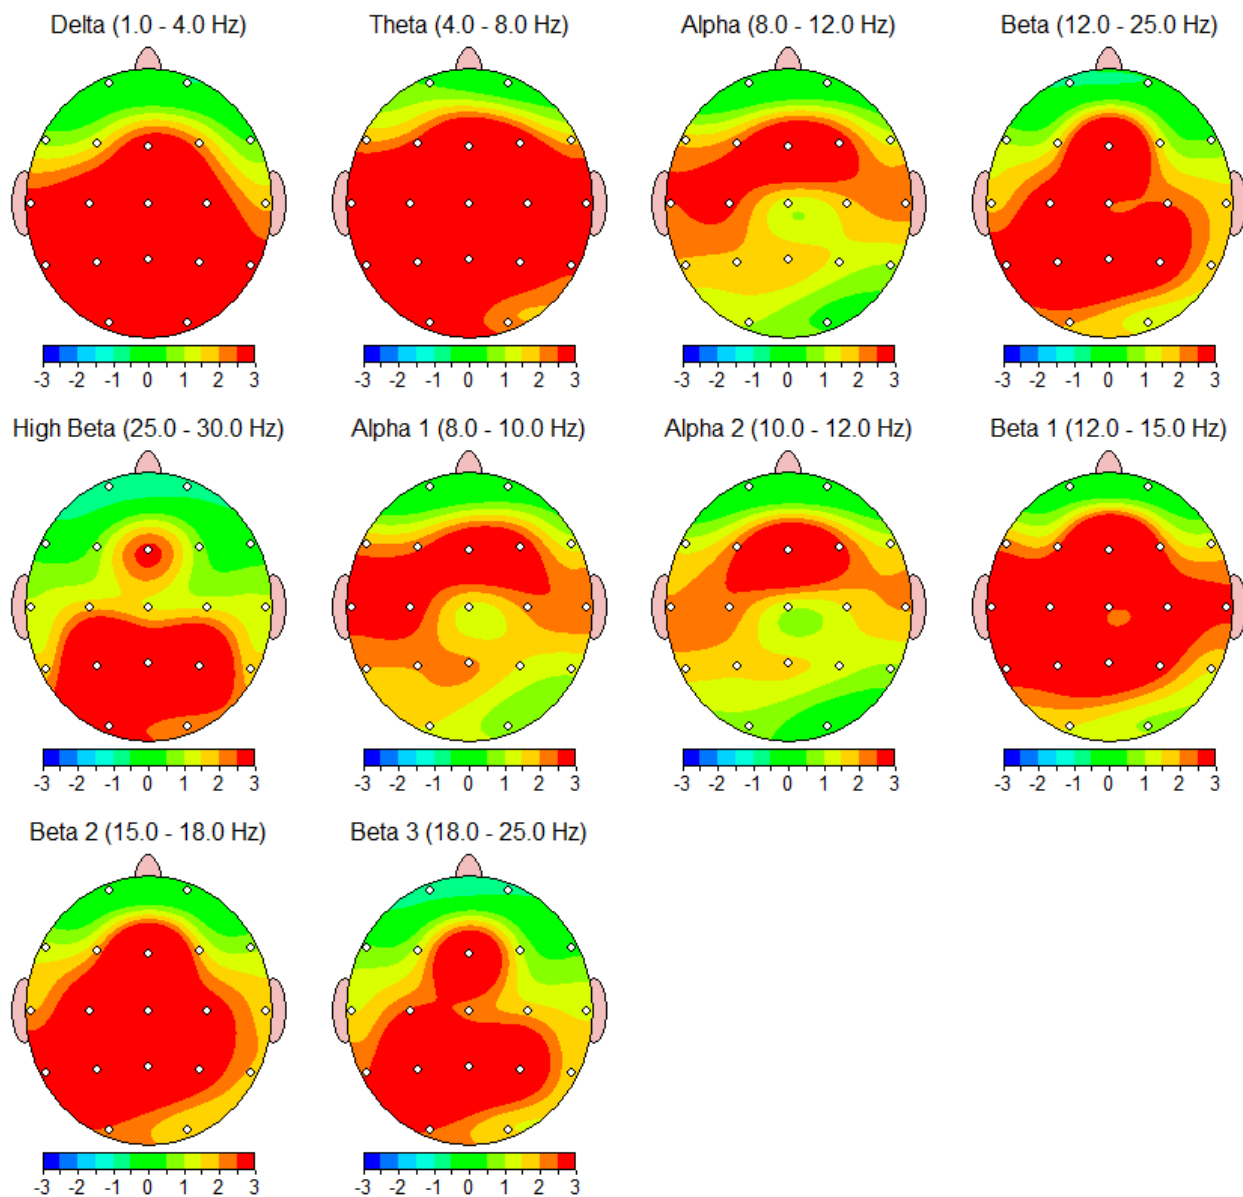 Delta (1.0 - 4.0 Hz) Theta (4.0 - 8.0 Hz) Alpha (8.0 - 12.0 Hz) Beta (12.0 - 25.0 Hz)
-3 -2 -1 0 1 2 3 -3 -2 -1 0 1 2 3 -3 -2 -1 0 1 2 3 -3 -2 -1 0 1 2 3
High Beta (25.0 - 30.0 Hz) Alpha 1 (8.0 - 10.0 Hz) Alpha 2 (10.0 - 12.0 Hz) Beta 1 (12.0 - 15.0 Hz)
-3 -2 -1 0 1 2 3 -3 -2 -1 0 1 2 3 -3 -2 -1 0 1 2 3 -3 -2 -1 0 1 2 3
Beta 2 (15.0 - 18.0 Hz) Beta 3 (18.0 - 25.0 Hz)
-3 -2 -1 0 1 2 3 -3 -2 -1 0 1 2 3